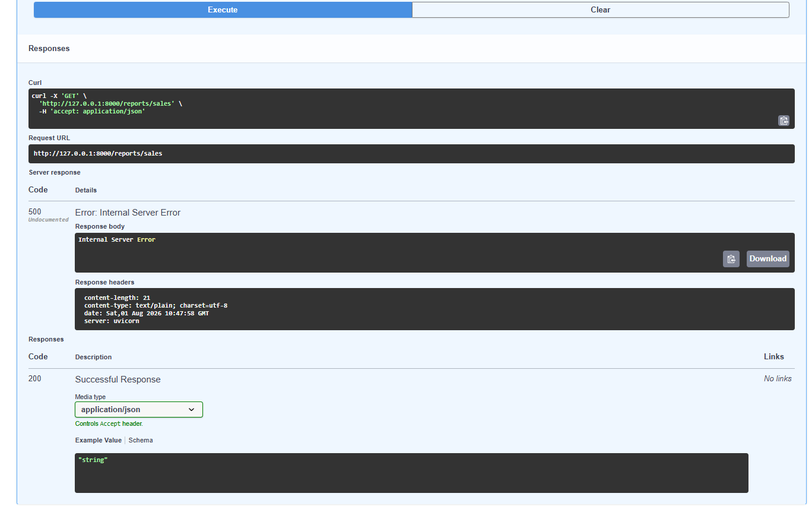 Execute
Clear
Responses
Curl
curl -X 'GET' \
'http://127.0.0.1:8000/reports/sales' \
-H 'accept: application/json'
Request URL
http://127.0.0.1:8000/reports/sales
Server response
Code Details
500 Error: Internal Server Error
Undocumented
Response body
Internal Server Error
Download
Response headers
content-length: 21
content-type: text/plain; charset=utf-8
date: Sat,01 Aug 2026 10:47:58 GMT
server: uvicorn
Responses
Code Description Links
200 Successful Response No links
Media type
application/json
Controls Accept header.
Example Value | Schema
"string"